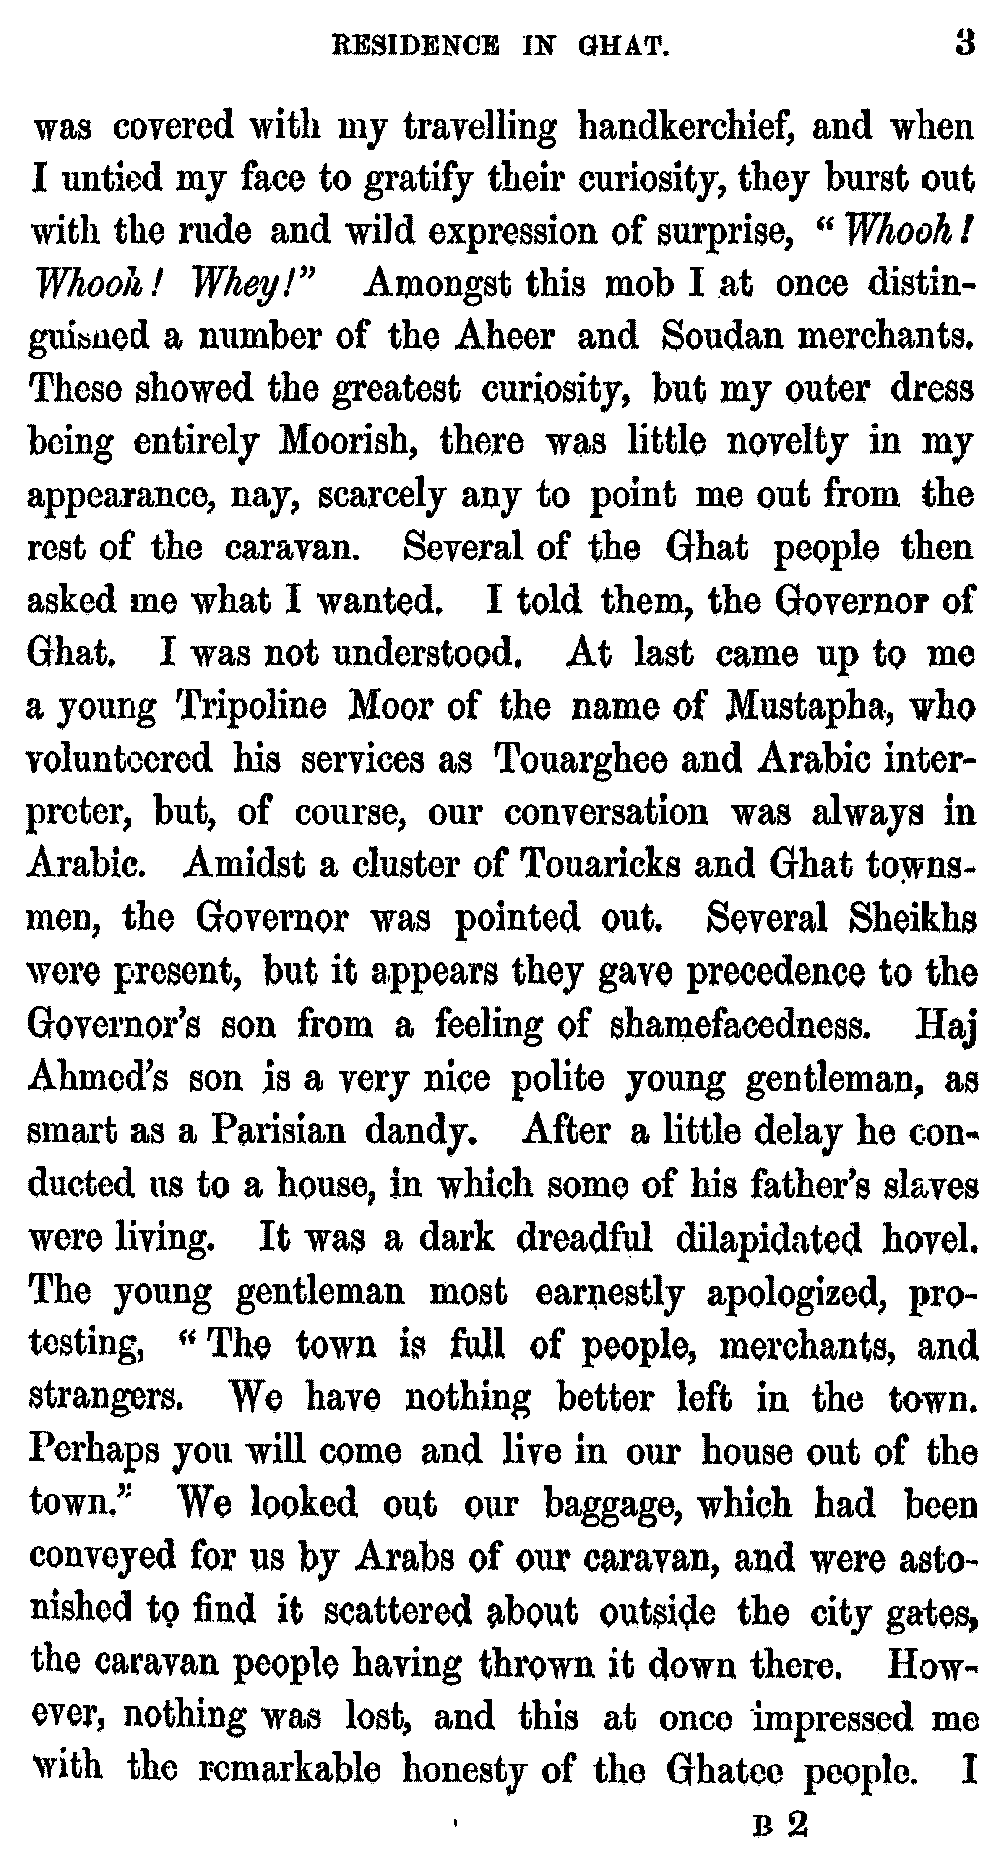 RESIDENCE IN GHAT. 3
was covered with my travelling handkerchief, and when
I untied my face to gratify their curiosity, they burst out
with the rude and wild expression of surprise, “Whooh!
Whooh! Whey!” Amongst this mob I at once distin-
guished a number of the Aheer and Soudan merchants.
These showed the greatest curiosity, but my outer dress
being entirely Moorish, there was little novelty in my
appearance, nay, scarcely any to point me out from the
rest of the caravan. Several of the Ghat people then
asked me what I wanted. I told them, the Governor of
Ghat. I was not understood. At last came up to me
a young Tripoline Moor of the name of Mustapha, who
volunteered his services as Touarghee and Arabic inter-
preter, but, of course, our conversation was always in
Arabic. Amidst a cluster of Touaricks and Ghat towns-
men, the Governor was pointed out. Several Sheikhs
were present, but it appears they gave precedence to the
Governor’s son from a feeling of shamefacedness. Haj
Ahmed’s son is a very nice polite young gentleman, as
smart as a Parisian dandy. After a little delay he con-
ducted us to a house, in which some of his father’s slaves
were living. It was a dark dreadful dilapidated hovel.
The young gentleman most earnestly apologized, pro-
testing, “The town is full of people, merchants, and
strangers. We have nothing better left in the town.
Perhaps you will come and live in our house out of the
town.” We looked out our baggage, which had been
conveyed for us by Arabs of our caravan, and were asto-
nished to find it scattered about outside the city gates,
the caravan people having thrown it down there. How-
ever, nothing was lost, and this at once impressed me
with the remarkable honesty of the Ghatee people. I
B 2